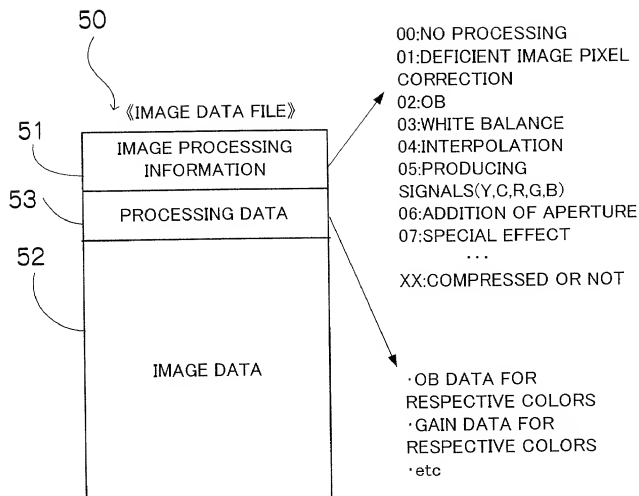 50
《IMAGE DATA FILE》
51
IMAGE PROCESSING
INFORMATION
53
PROCESSING DATA
52
IMAGE DATA
00:NO PROCESSING
01:DEFICIENT IMAGE PIXEL
CORRECTION
02:OB
03:WHITE BALANCE
04:INTERPOLATION
05:PRODUCING
SIGNALS(Y,C,R,G,B)
06:ADDITION OF APERTURE
07:SPECIAL EFFECT
...
XX:COMPRESSED OR NOT
·OB DATA FOR
RESPECTIVE COLORS
·GAIN DATA FOR
RESPECTIVE COLORS
·etc